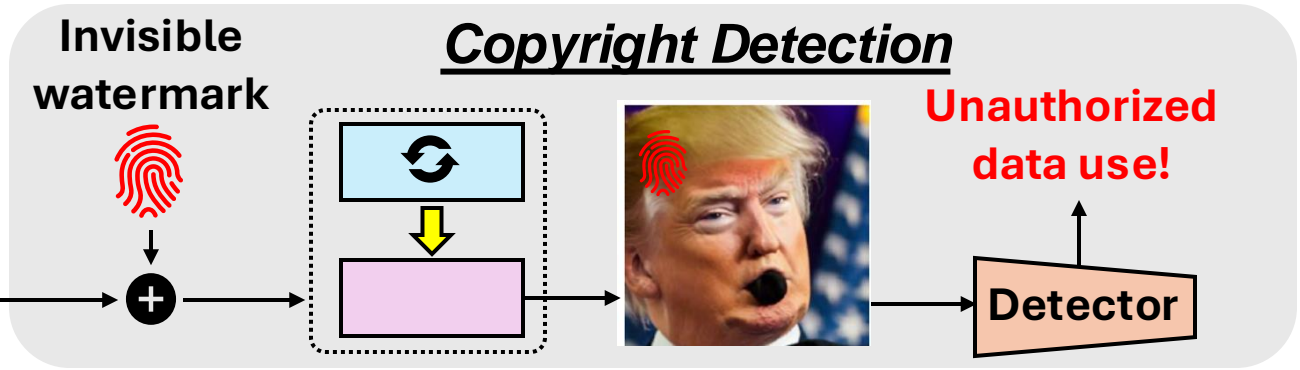 Invisible
watermark
Copyright Detection
Unauthorized
data use!
Detector